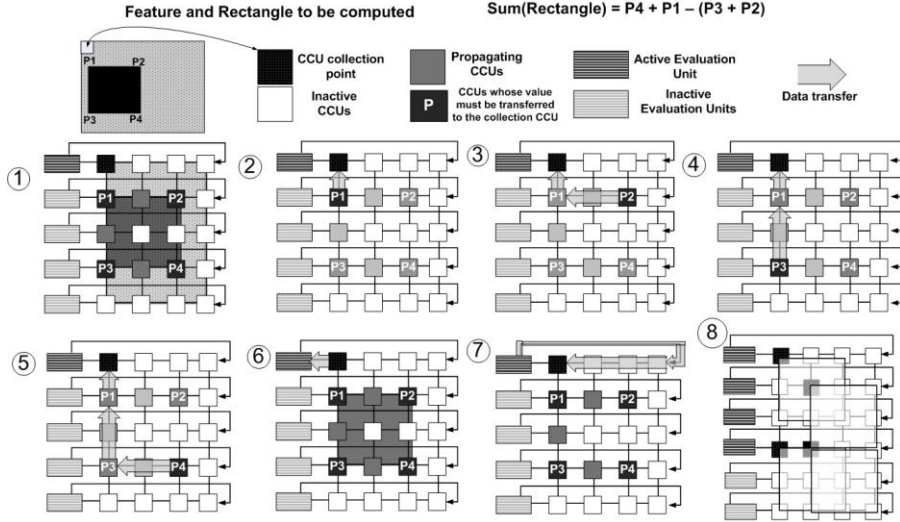 Feature and Rectangle to be computed
Sum(Rectangle) = P4 + P1 – (P3 + P2)
P1 P2
P3 P4
CCU collection
point
Propagating
CCUs
Active Evaluation
Unit
Inactive
CCUs
P
CCUs whose value
must be transferred
to the collection CCU
Inactive
Evaluation Units
Data transfer
1
P1 P2
P3 P4
2
P1 P2
P3 P4
3
P1 P2
P3 P4
4
P1 P2
P3 P4
5
P1 P2
P3 P4
6
P1 P2
P3 P4
7
P1 P2
P3 P4
8